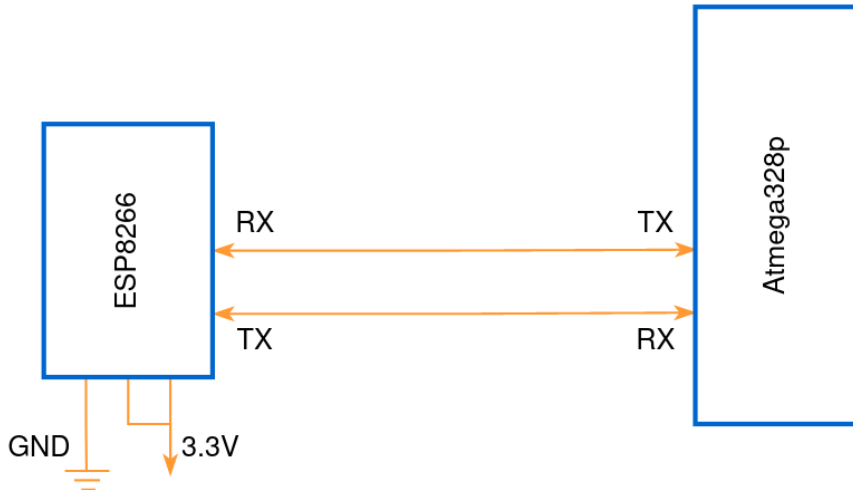 ESP8266
RX
TX
Atmega328p
TX
RX
GND
3.3V